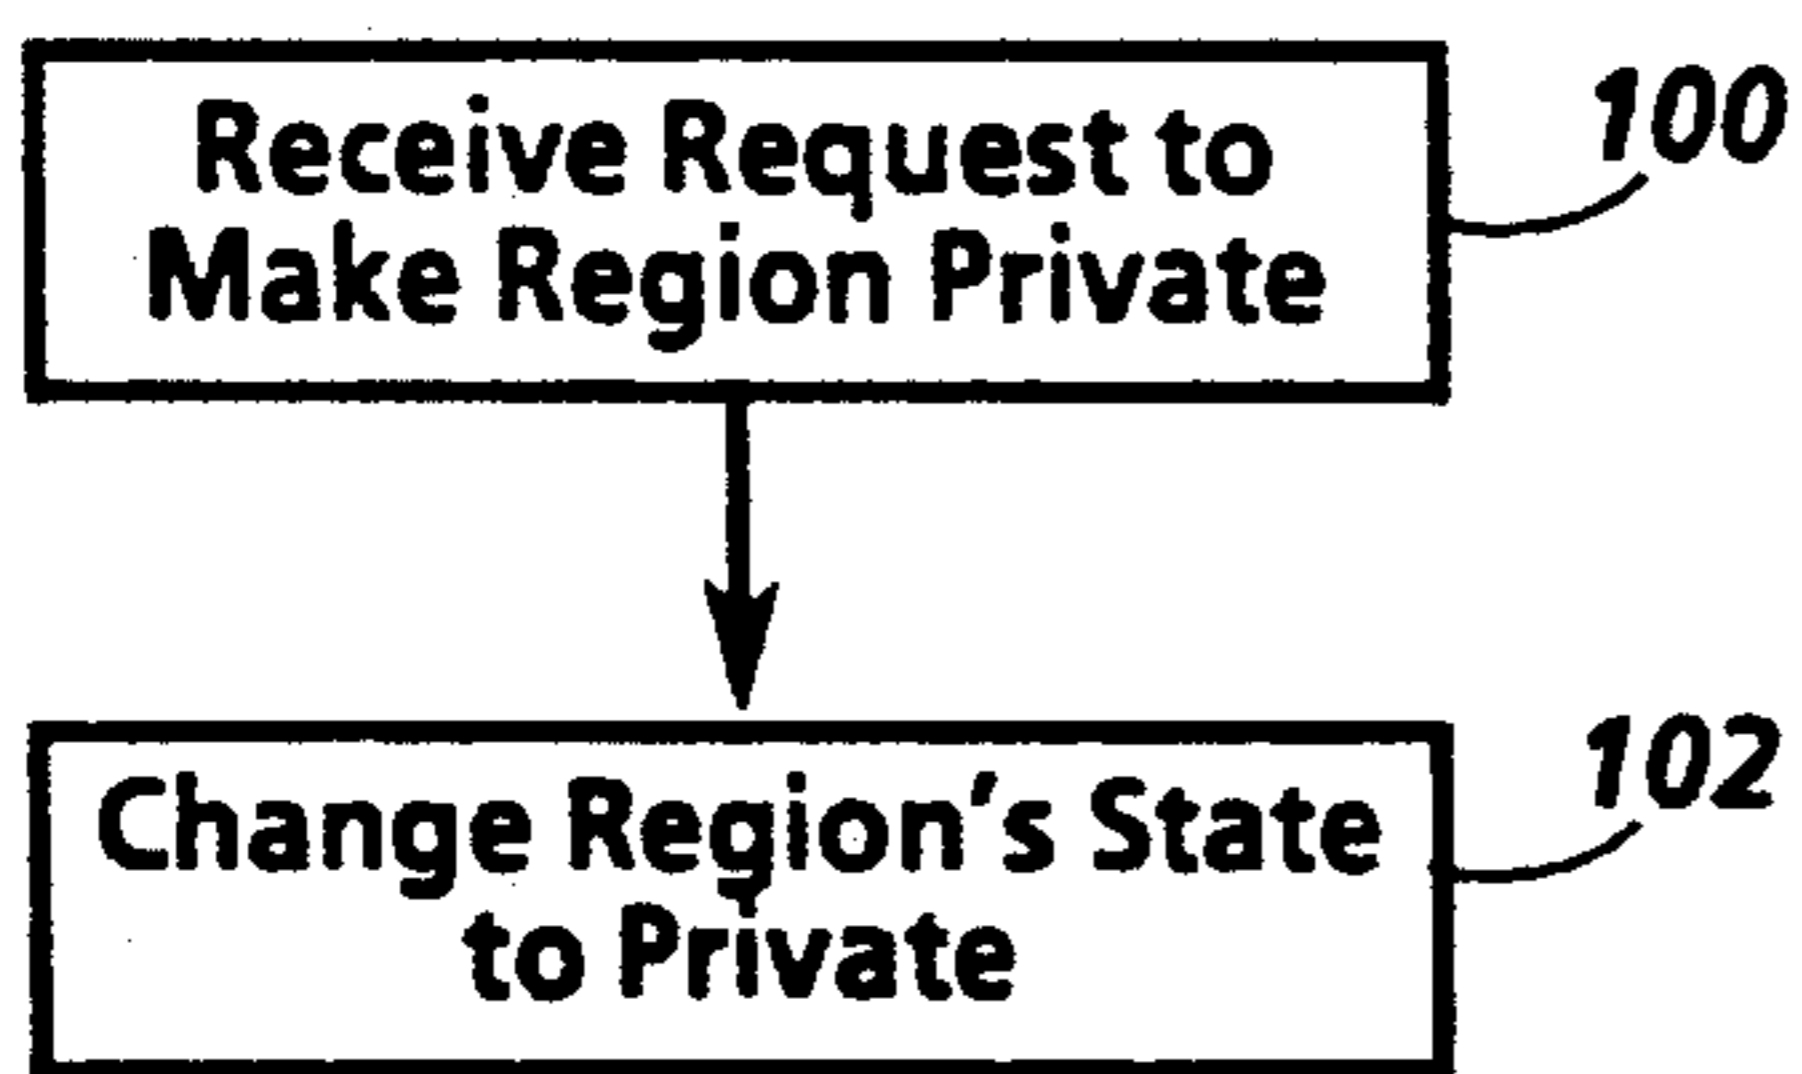 Receive Request to
Make Region Private
100
Change Region's State
to Private
102